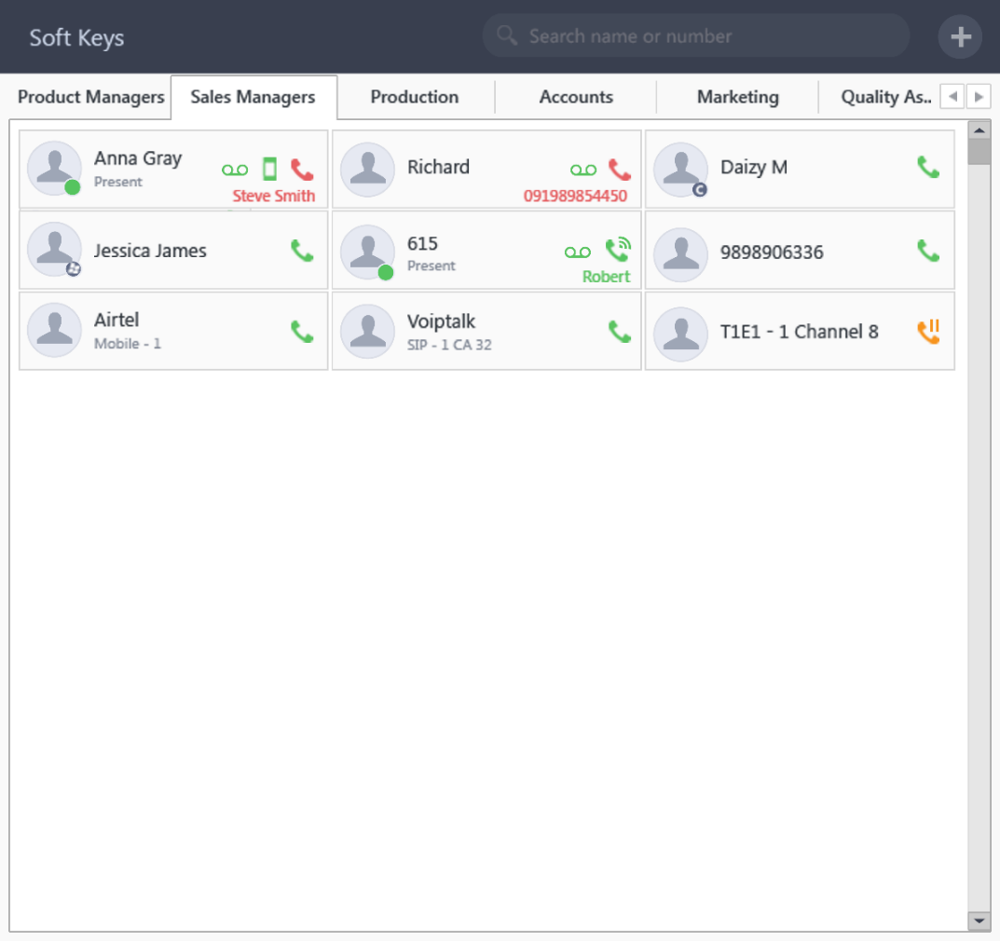 Soft Keys
Search name or number
Product Managers
Sales Managers
Production
Accounts
Marketing
Quality As..
Anna Gray
Present
Steve Smith
Richard
091989854450
Daizy M
C
Jessica James
615
Present
Robert
9898906336
Airtel
Mobile - 1
Voiptalk
SIP - 1 CA 32
T1E1 - 1 Channel 8